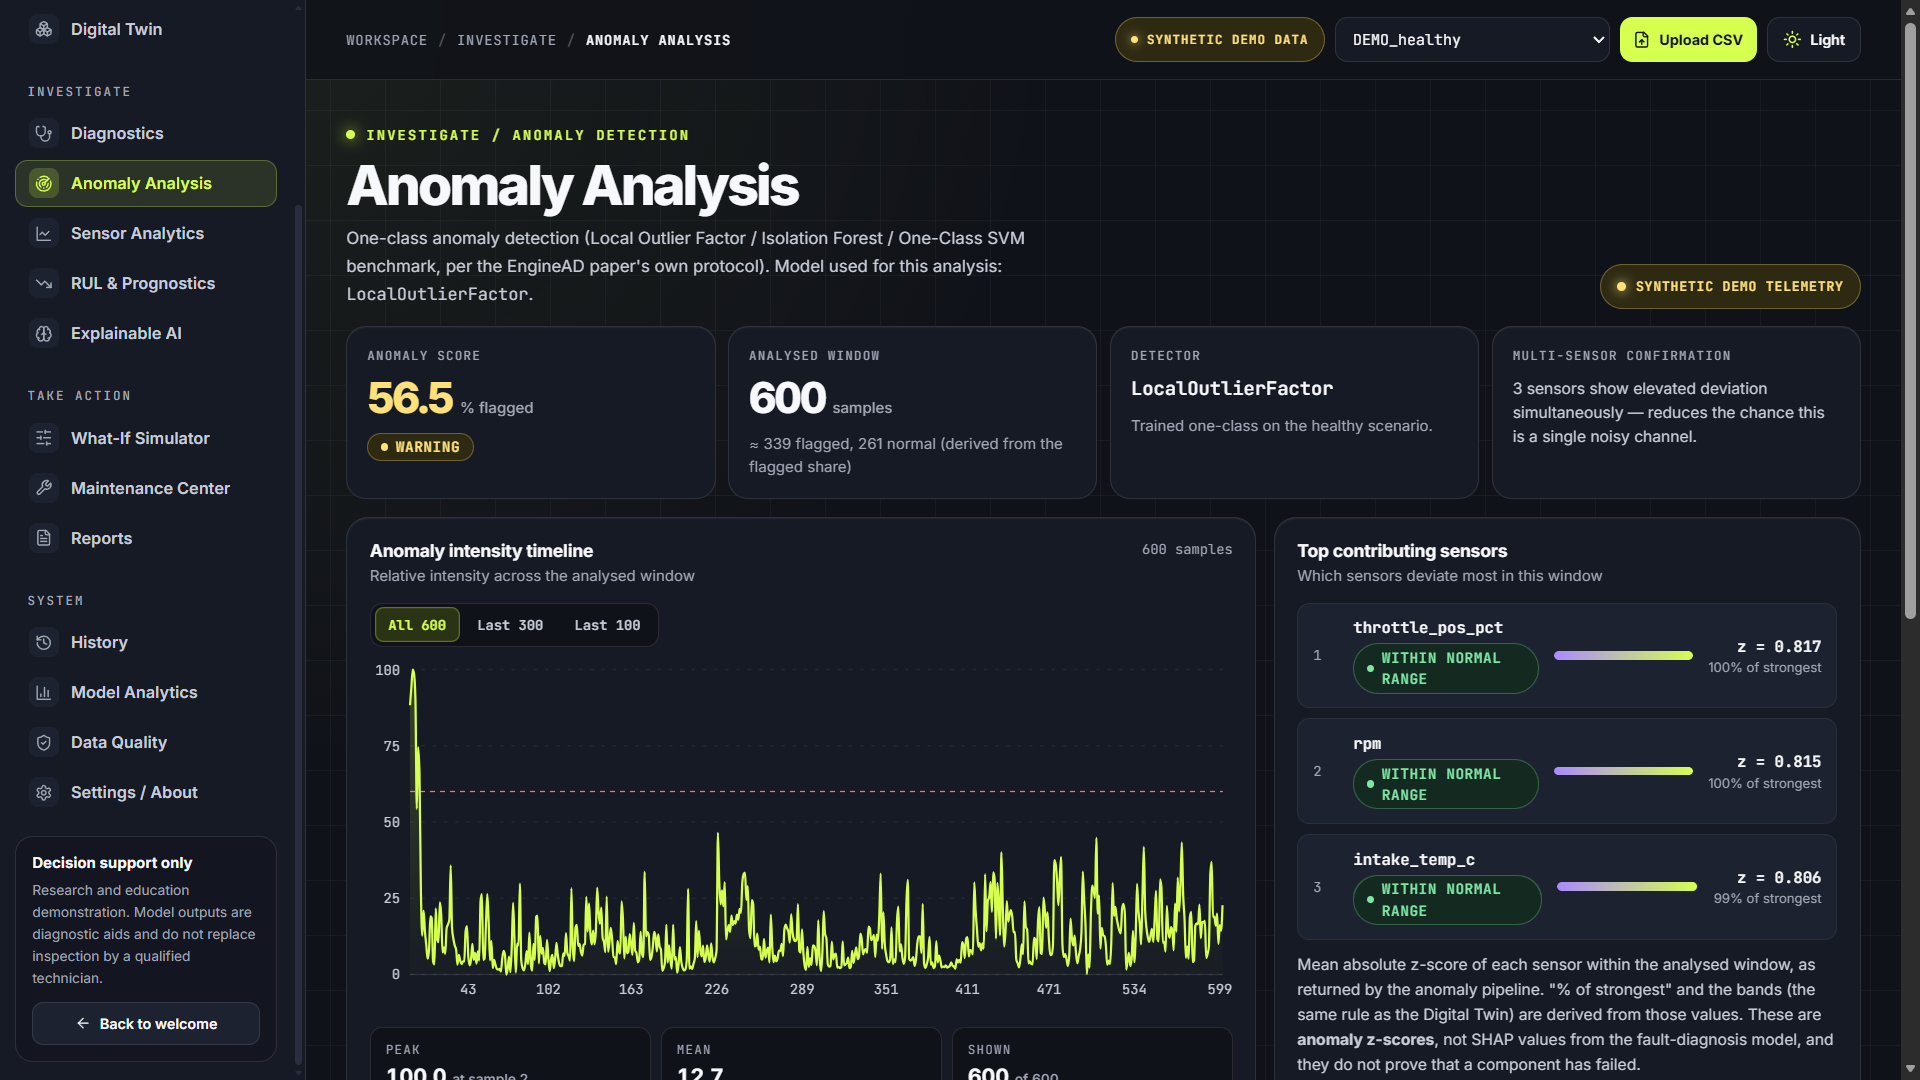 Digital Twin
INVESTIGATE
Diagnostics
Anomaly Analysis
Sensor Analytics
RUL & Prognostics
Explainable AI
TAKE ACTION
What-If Simulator
Maintenance Center
Reports
SYSTEM
History
Model Analytics
Data Quality
Settings / About
Decision support only
Research and education
demonstration. Model outputs are
diagnostic aids and do not replace
inspection by a qualified
technician.
← Back to welcome
WORKSPACE / INVESTIGATE / ANOMALY ANALYSIS
SYNTHETIC DEMO DATA
DEMO_healthy
Upload CSV
Light
INVESTIGATE / ANOMALY DETECTION
Anomaly Analysis
One-class anomaly detection (Local Outlier Factor / Isolation Forest / One-Class SVM
benchmark, per the EngineAD paper's own protocol). Model used for this analysis:
LocalOutlierFactor.
SYNTHETIC DEMO TELEMETRY
ANOMALY SCORE
56.5 % flagged
WARNING
ANALYSED WINDOW
600 samples
≈ 339 flagged, 261 normal (derived from the
flagged share)
DETECTOR
LocalOutlierFactor
Trained one-class on the healthy scenario.
MULTI-SENSOR CONFIRMATION
3 sensors show elevated deviation
simultaneously — reduces the chance this
is a single noisy channel.
Anomaly intensity timeline
600 samples
Relative intensity across the analysed window
All 600 Last 300 Last 100
100
75
50
25
0
43 102 163 226 289 351 411 471 534 599
PEAK
100.0 at sample 2
MEAN
12.7
SHOWN
600 of 600
Top contributing sensors
Which sensors deviate most in this window
1
throttle_pos_pct
WITHIN NORMAL
RANGE
z = 0.817
100% of strongest
2
rpm
WITHIN NORMAL
RANGE
z = 0.815
100% of strongest
3
intake_temp_c
WITHIN NORMAL
RANGE
z = 0.806
99% of strongest
Mean absolute z-score of each sensor within the analysed window, as
returned by the anomaly pipeline. "% of strongest" and the bands (the
same rule as the Digital Twin) are derived from those values. These are
anomaly z-scores, not SHAP values from the fault-diagnosis model, and
they do not prove that a component has failed.